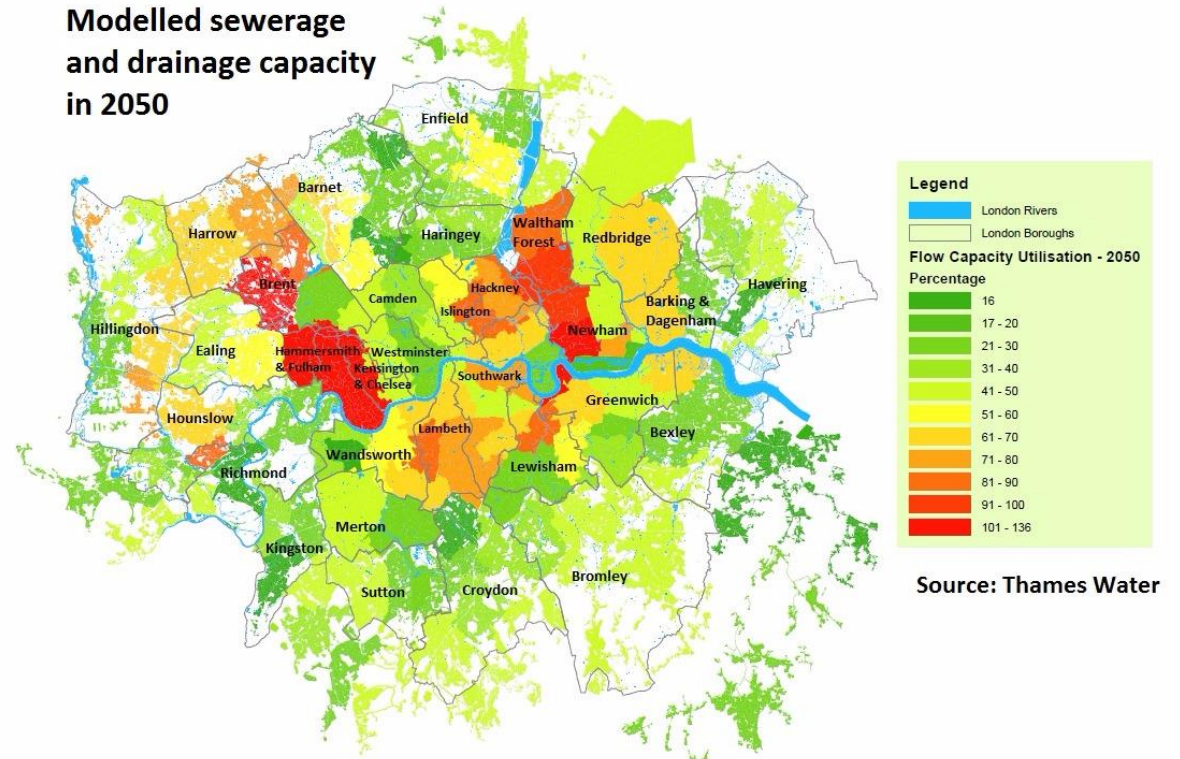 Modelled sewerage
and drainage capacity
in 2050
Enfield
Barnet
Waltham
Forest
Harrow
Haringey
Redbridge
Brent
Hackney
Havering
Camden
Islington
Barking &
Dagenham
Hillingdon
Newham
Ealing
Hammersmith
& Fulham
Westminster
Kensington
& Chelsea
Southwark
Greenwich
Hounslow
Lambeth
Bexley
Wandsworth
Lewisham
Richmond
Merton
Kingston
Sutton
Croydon
Bromley
Legend
London Rivers
London Boroughs
Flow Capacity Utilisation - 2050
Percentage
16
17 - 20
21 - 30
31 - 40
41 - 50
51 - 60
61 - 70
71 - 80
81 - 90
91 - 100
101 - 136
Source: Thames Water